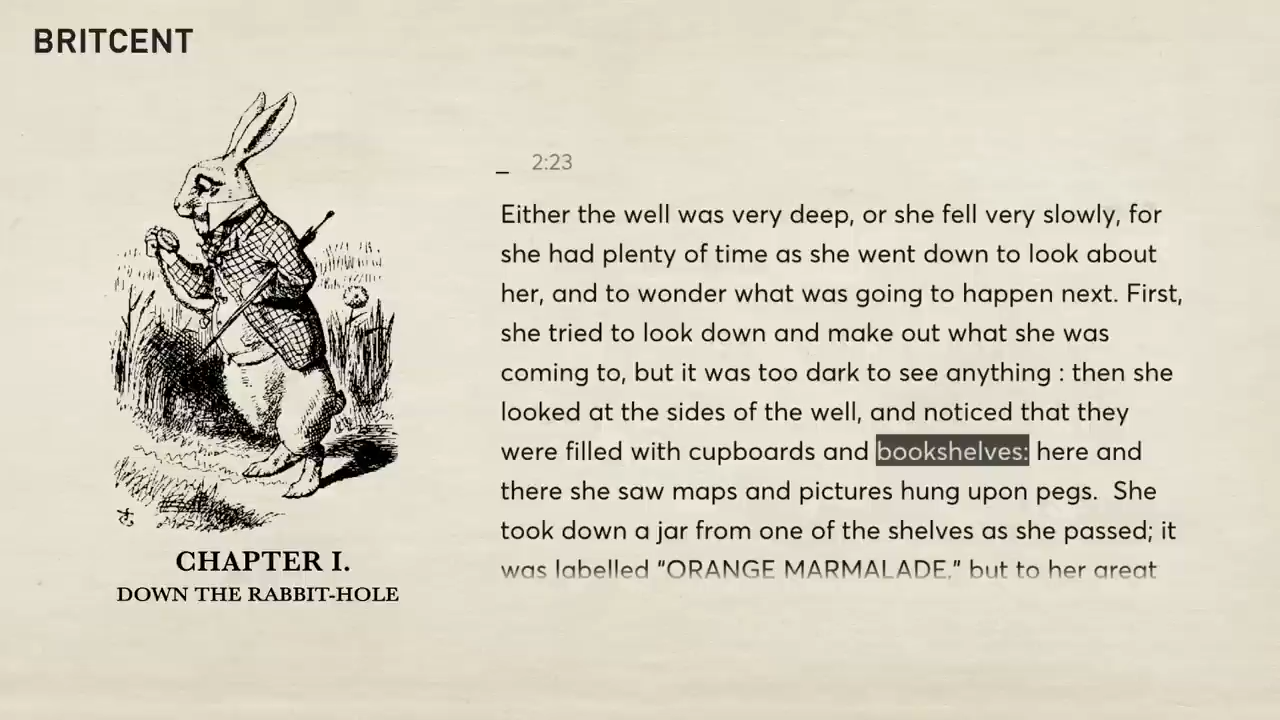 BRITCENT
2:23
Either the well was very deep, or she fell very slowly, for
she had plenty of time as she went down to look about
her, and to wonder what was going to happen next. First,
she tried to look down and make out what she was
coming to, but it was too dark to see anything : then she
looked at the sides of the well, and noticed that they
were filled with cupboards and bookshelves: here and
there she saw maps and pictures hung upon pegs.  She
took down a jar from one of the shelves as she passed; it
was labelled “ORANGE MARMALADE,” but to her great
CHAPTER I.
DOWN THE RABBIT-HOLE